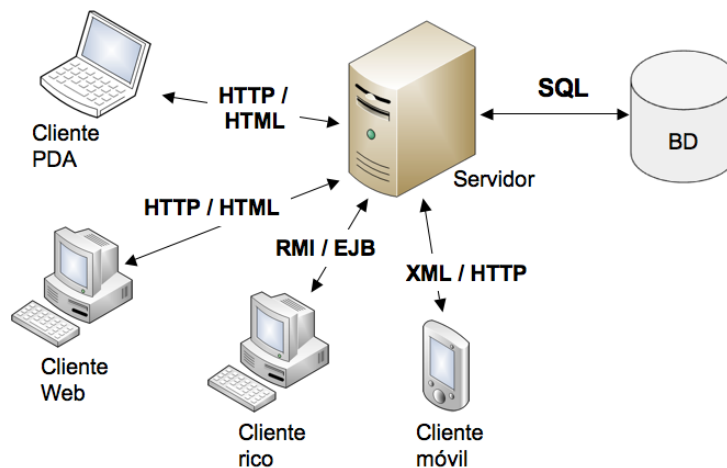 HTTP /
HTML
SQL
Cliente
PDA
BD
Servidor
HTTP / HTML
RMI / EJB
XML / HTTP
Cliente
Web
Cliente
rico
Cliente
móvil